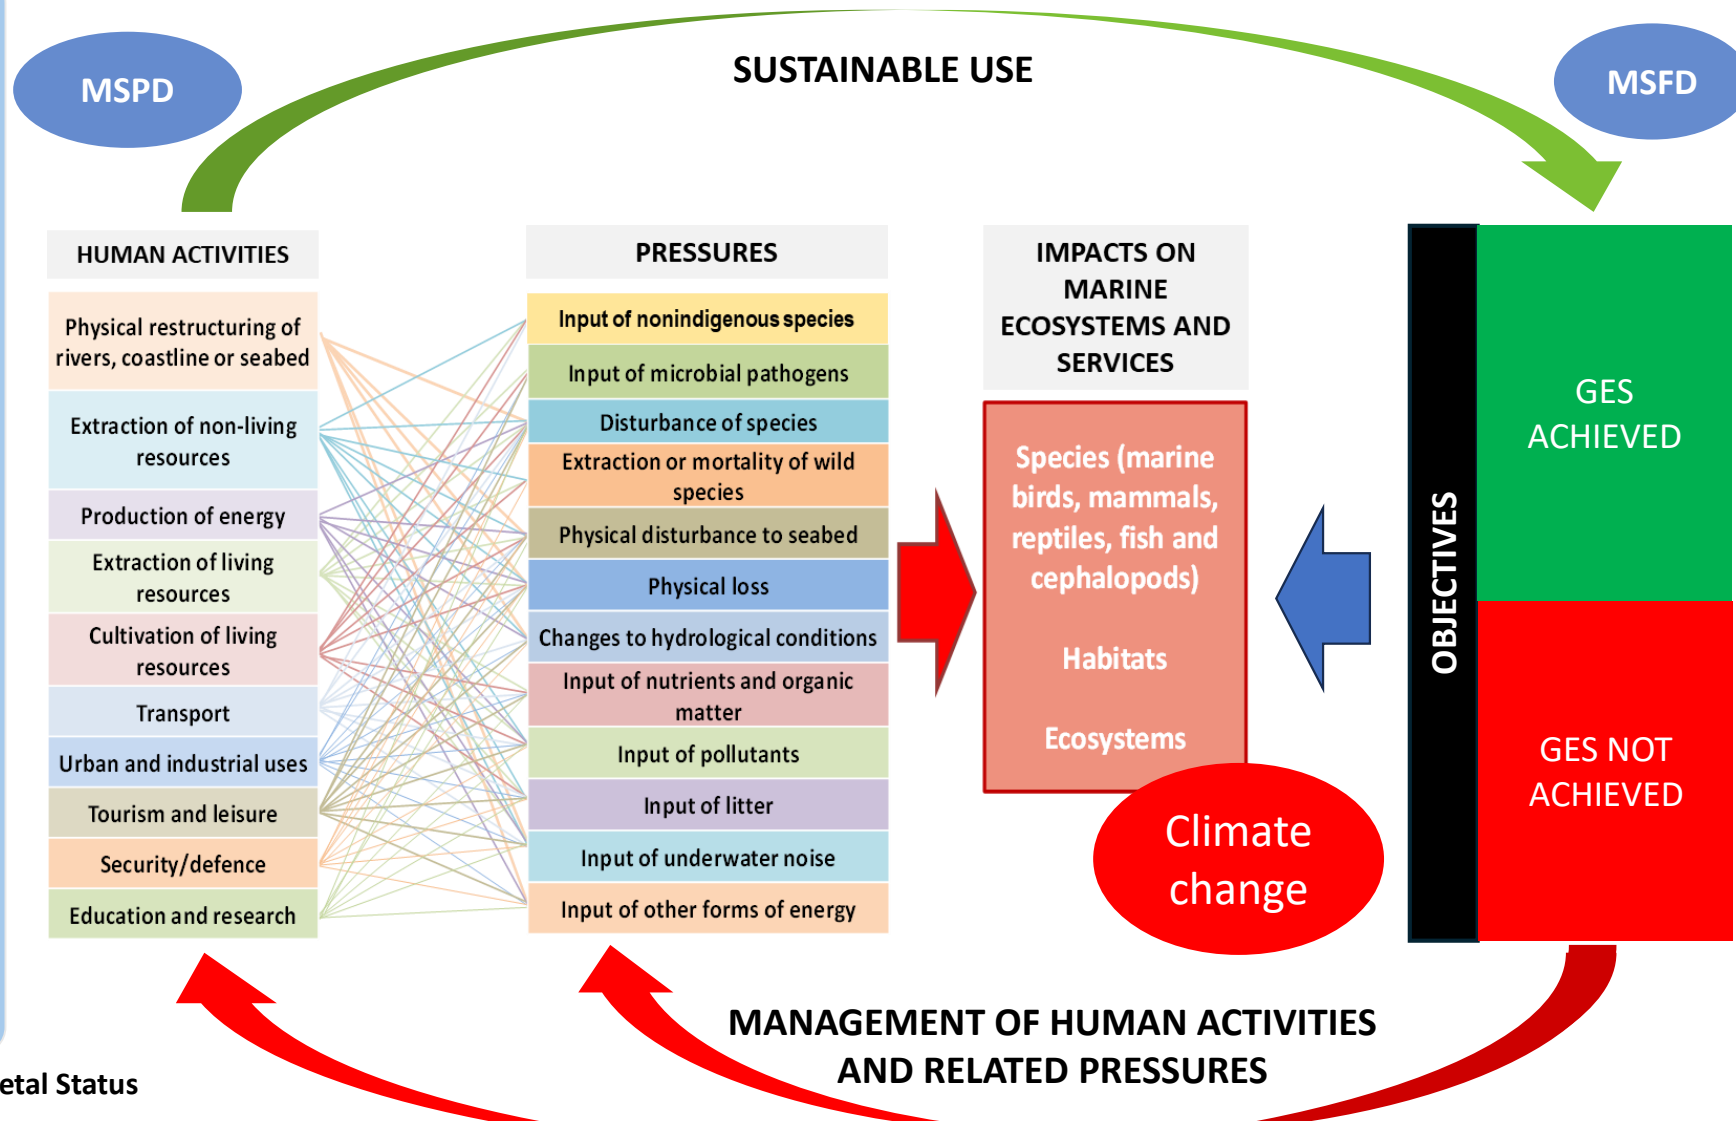 MSPD
SUSTAINABLE USE
MSFD
HUMAN ACTIVITIES
Physical restructuring of
rivers, coastline or seabed
Extraction of non-living
resources
Production of energy
Extraction of living
resources
Cultivation of living
resources
Transport
Urban and industrial uses
Tourism and leisure
Security/defence
Education and research
PRESSURES
Input of nonindigenous species
Input of microbial pathogens
Disturbance of species
Extraction or mortality of wild
species
Physical disturbance to seabed
Physical loss
Changes to hydrological conditions
Input of nutrients and organic
matter
Input of pollutants
Input of litter
Input of underwater noise
Input of other forms of energy
IMPACTS ON
MARINE
ECOSYSTEMS AND
SERVICES
Species (marine
birds, mammals,
reptiles, fish and
cephalopods)
Habitats
Ecosystems
Climate
change
OBJECTIVES
GES
ACHIEVED
GES NOT
ACHIEVED
MANAGEMENT OF HUMAN ACTIVITIES
AND RELATED PRESSURES
etal Status